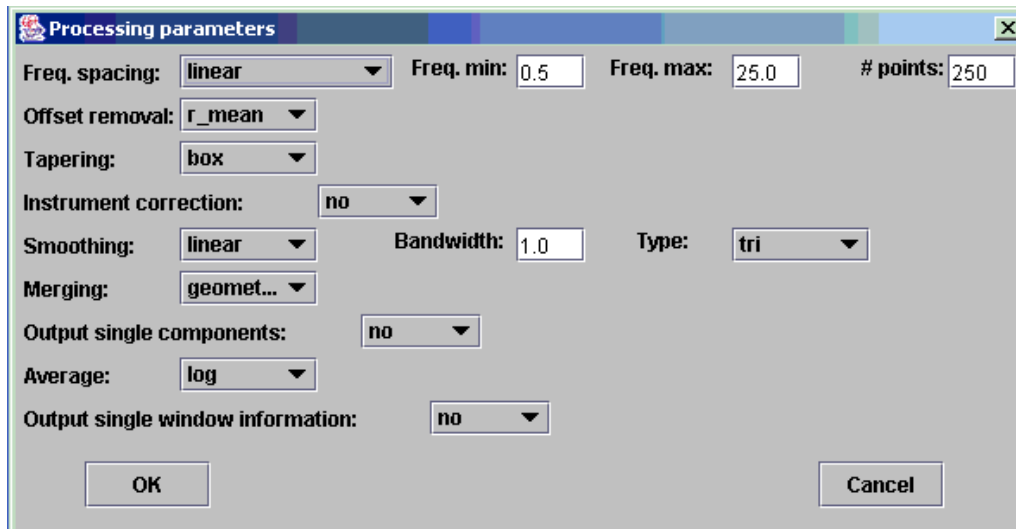 Processing parameters
Freq. spacing: linear Freq. min: 0.5 Freq. max: 25.0 # points: 250
Offset removal: r_mean
Tapering: box
Instrument correction: no
Smoothing: linear Bandwidth: 1.0 Type: tri
Merging: geomet...
Output single components: no
Average: log
Output single window information: no
OK Cancel